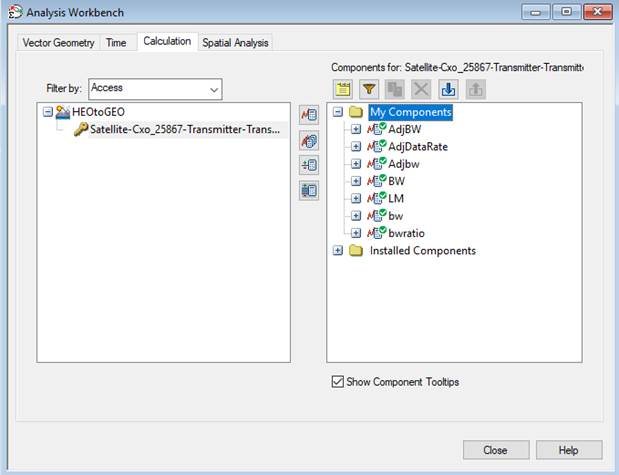 Analysis Workbench
Vector Geometry Time Calculation Spatial Analysis
Components for: Satellite-Cxo_25867-Transmitter-Transmitte
Filter by: Access
HEOtoGEO
Satellite-Cxo_25867-Transmitter-Trans...
My Components
AdjBW
AdjDataRate
Adjbw
BW
LM
bw
bwratio
Installed Components
Show Component Tooltips
Close Help